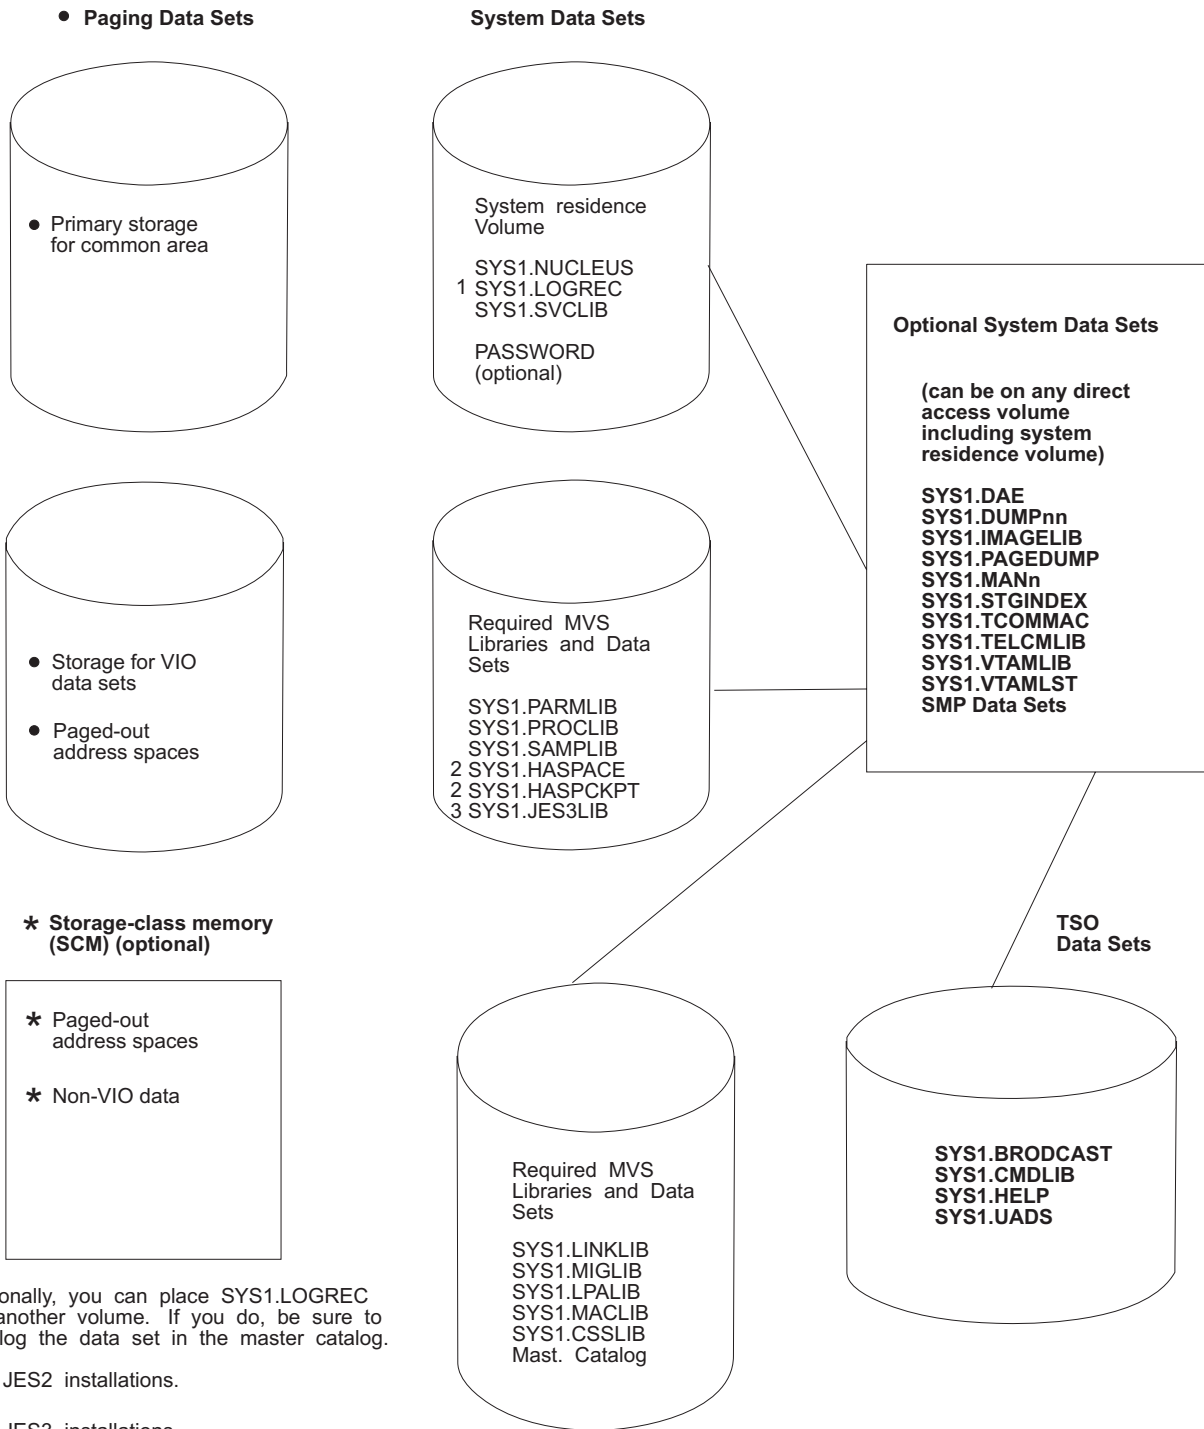 ● Paging Data Sets
System Data Sets
● Primary storage
for common area
System residence
Volume
SYS1.NUCLEUS
1 SYS1.LOGREC
SYS1.SVCLIB
PASSWORD
(optional)
Optional System Data Sets
(can be on any direct
access volume
including system
residence volume)
SYS1.DAE
SYS1.DUMPnn
SYS1.IMAGELIB
SYS1.PAGEDUMP
SYS1.MANn
SYS1.STGINDEX
SYS1.TCOMMAC
SYS1.TELCMLIB
SYS1.VTAMLIB
SYS1.VTAMLST
SMP Data Sets
● Storage for VIO
data sets
● Paged-out
address spaces
Required MVS
Libraries and Data
Sets
SYS1.PARMLIB
SYS1.PROCLIB
SYS1.SAMPLIB
2 SYS1.HASPACE
2 SYS1.HASPCKPT
3 SYS1.JES3LIB
* Storage-class memory
(SCM) (optional)
* Paged-out
address spaces
* Non-VIO data
TSO
Data Sets
SYS1.BRODCAST
SYS1.CMDLIB
SYS1.HELP
SYS1.UADS
Required MVS
Libraries and Data
Sets
SYS1.LINKLIB
SYS1.MIGLIB
SYS1.LPALIB
SYS1.MACLIB
SYS1.CSSLIB
Mast. Catalog
onally, you can place SYS1.LOGREC
another volume. If you do, be sure to
log the data set in the master catalog.
JES2 installations.